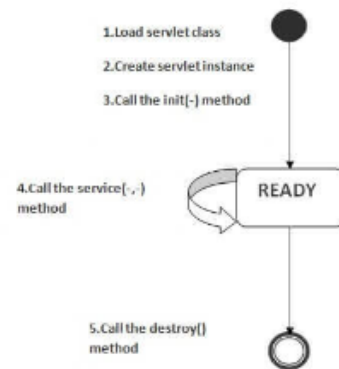 1.Load servlet class
2.Create servlet instance
3.Call the init(-) method
4.Call the service(-,-)
method
READY
5.Call the destroy()
method